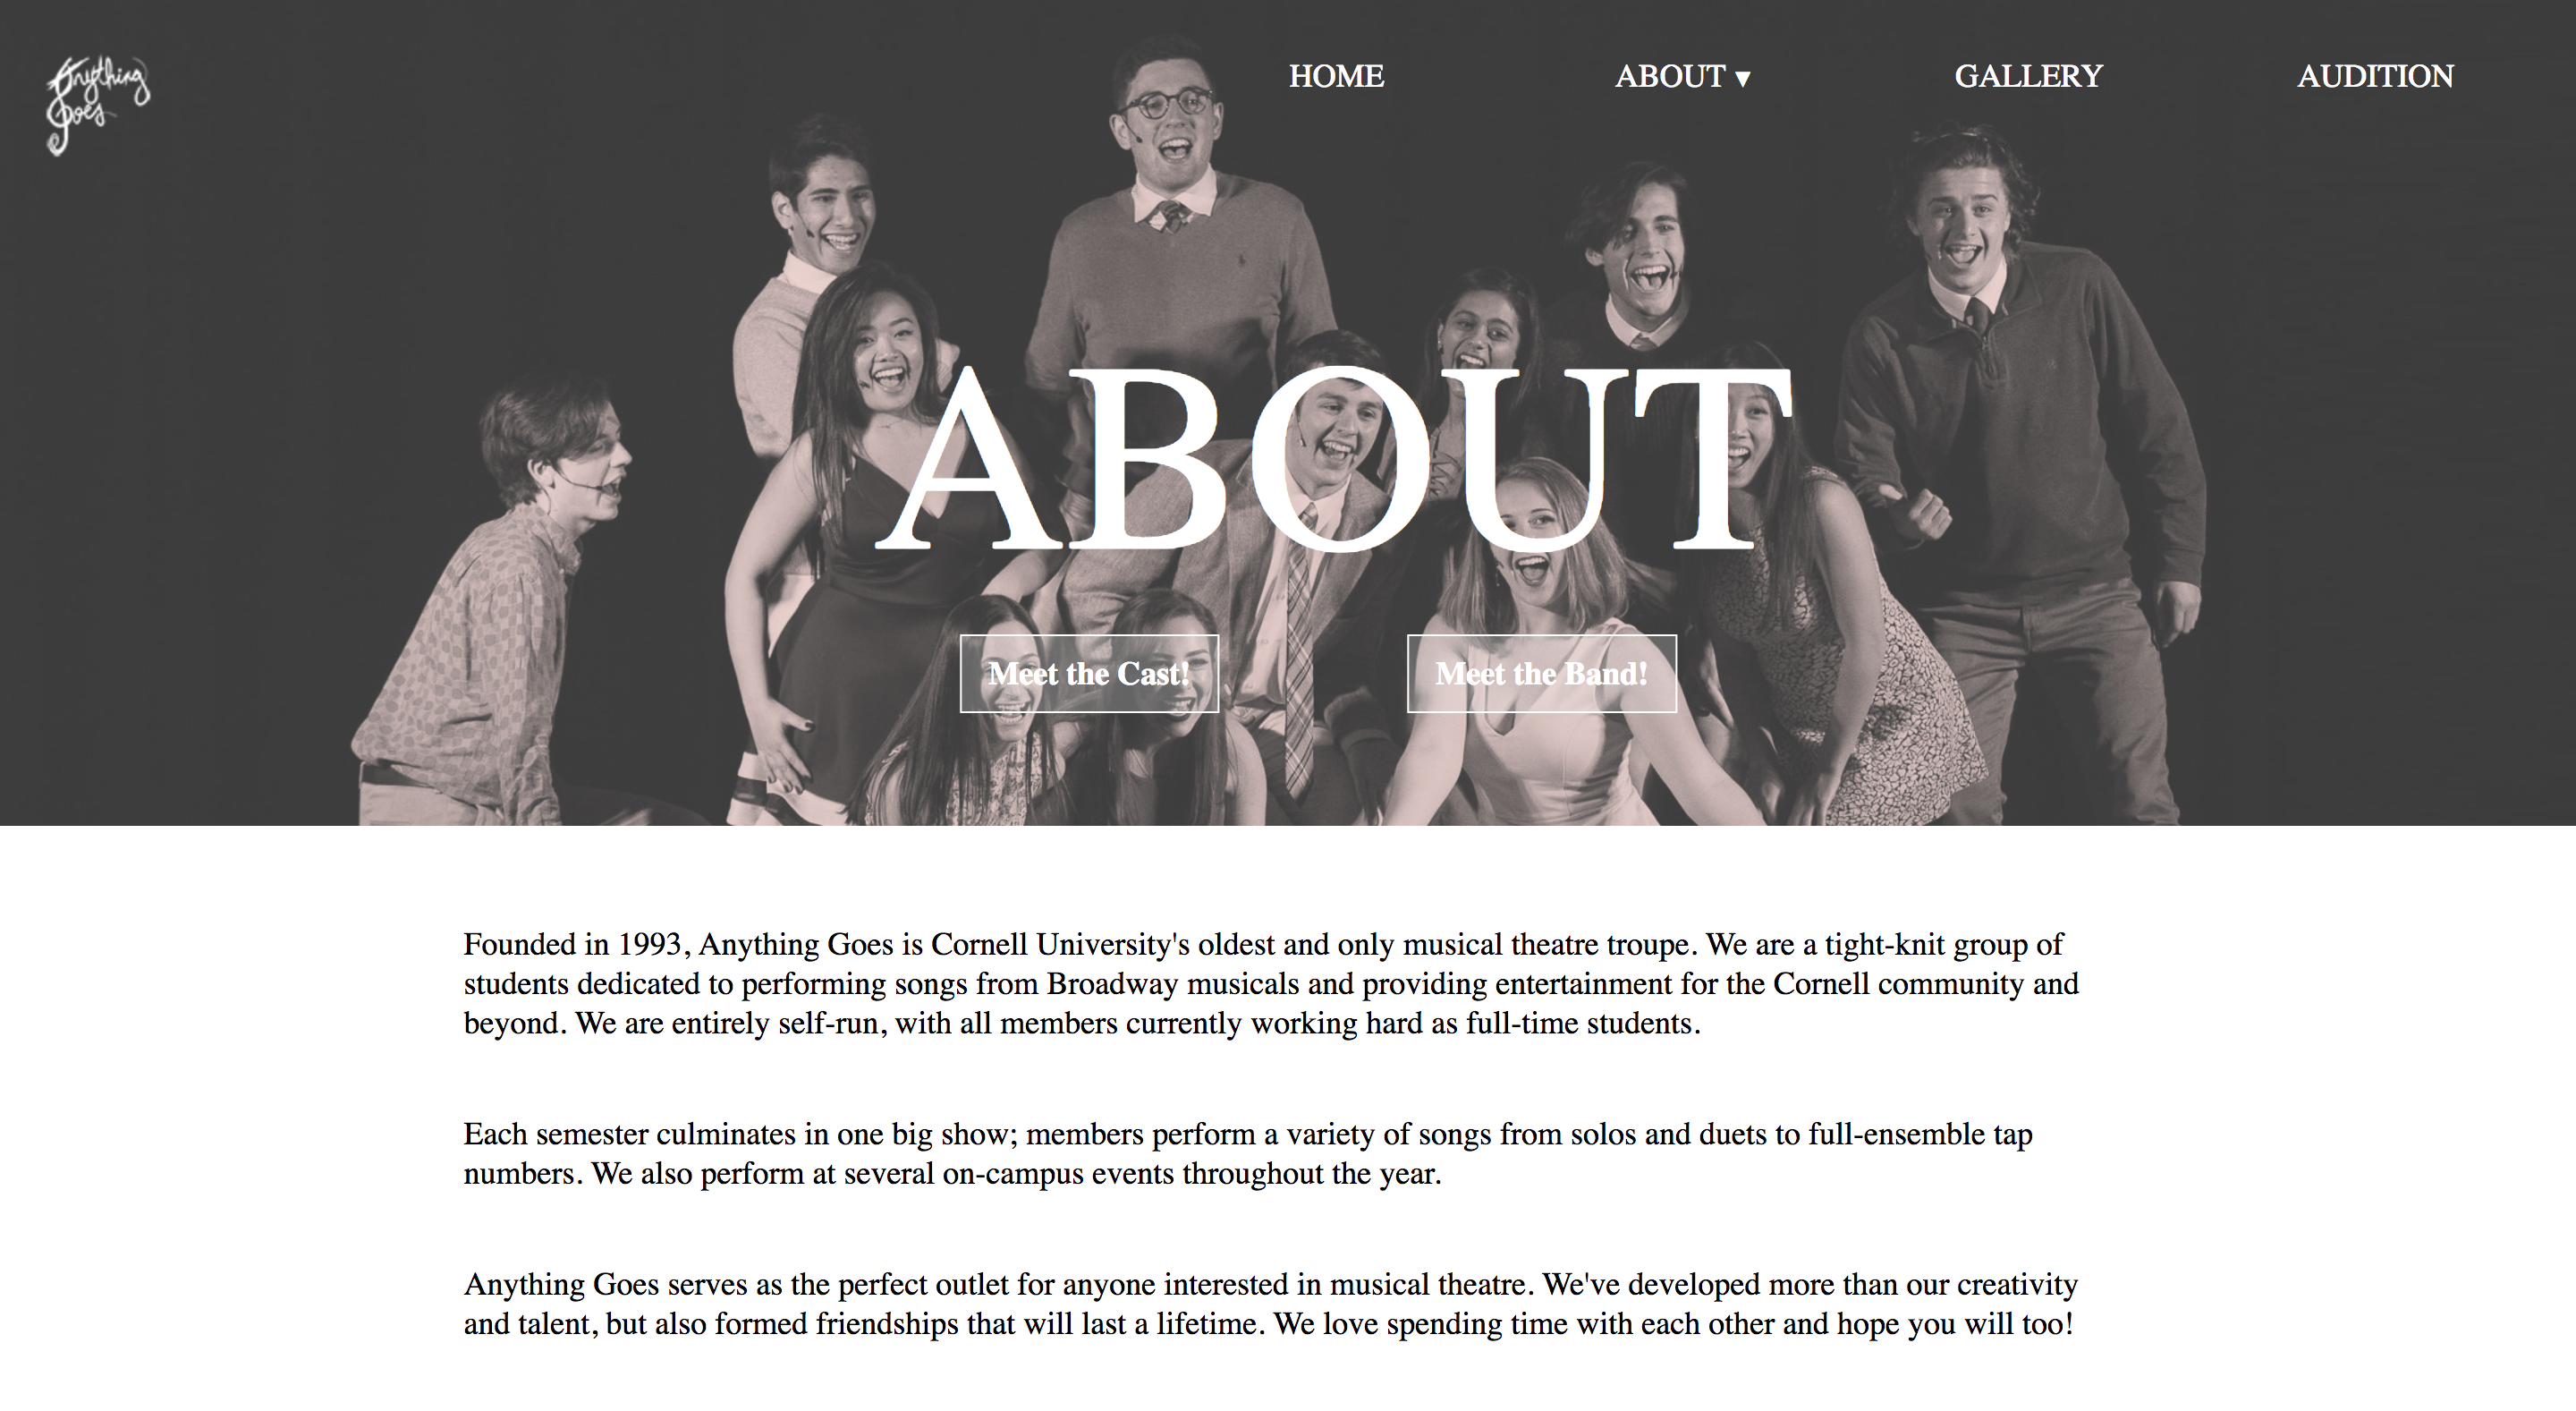 Anything
Goes
HOME
ABOUT ▾
GALLERY
AUDITION
ABOUT
Meet the Cast!
Meet the Band!
Founded in 1993, Anything Goes is Cornell University's oldest and only musical theatre troupe. We are a tight-knit group of
students dedicated to performing songs from Broadway musicals and providing entertainment for the Cornell community and
beyond. We are entirely self-run, with all members currently working hard as full-time students.
Each semester culminates in one big show; members perform a variety of songs from solos and duets to full-ensemble tap
numbers. We also perform at several on-campus events throughout the year.
Anything Goes serves as the perfect outlet for anyone interested in musical theatre. We've developed more than our creativity
and talent, but also formed friendships that will last a lifetime. We love spending time with each other and hope you will too!